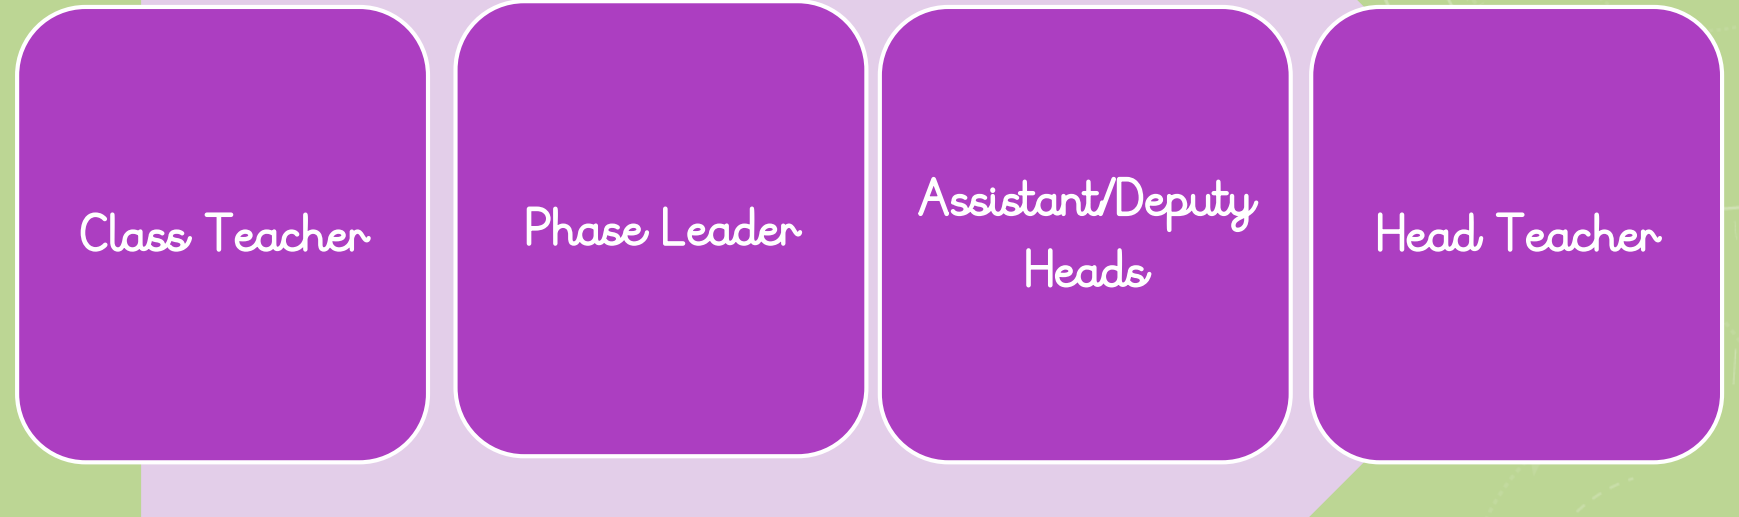 Class Teacher
Phase Leader
Assistant/Deputy
Heads
Head Teacher